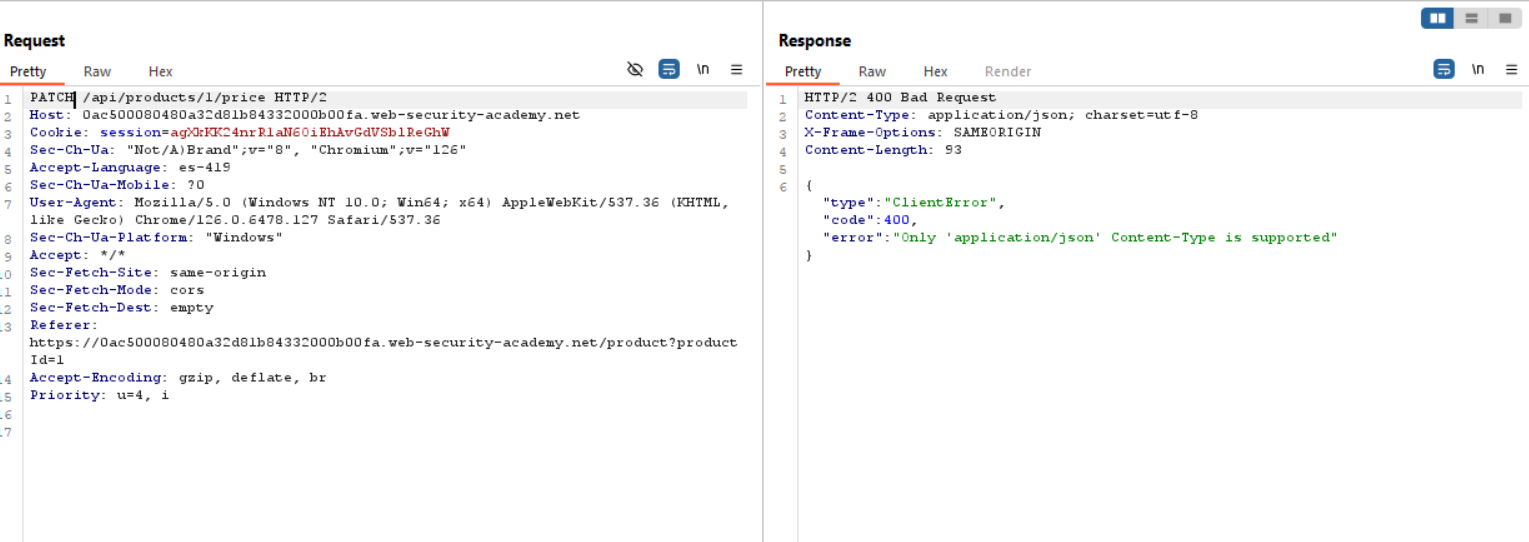 Request
Pretty Raw Hex \n
1 PATCH /api/products/1/price HTTP/2
2 Host: 0ac500080480a32d81b84332000b00fa.web-security-academy.net
3 Cookie: session=agXkKK24nrRlaN6OiEhAvGdVSblReGhW
4 Sec-Ch-Ua: "Not/A)Brand";v="8", "Chromium";v="126"
5 Accept-Language: es-419
6 Sec-Ch-Ua-Mobile: ?0
7 User-Agent: Mozilla/5.0 (Windows NT 10.0; Win64; x64) AppleWebKit/537.36 (KHTML,
like Gecko) Chrome/126.0.6478.127 Safari/537.36
8 Sec-Ch-Ua-Platform: "Windows"
9 Accept: */*
10 Sec-Fetch-Site: same-origin
11 Sec-Fetch-Mode: cors
12 Sec-Fetch-Dest: empty
13 Referer:
https://0ac500080480a32d81b84332000b00fa.web-security-academy.net/product?product
Id=1
14 Accept-Encoding: gzip, deflate, br
15 Priority: u=4, i
16
17
Response
Pretty Raw Hex Render \n
1 HTTP/2 400 Bad Request
2 Content-Type: application/json; charset=utf-8
3 X-Frame-Options: SAMEORIGIN
4 Content-Length: 93
5
6 {
"type":"ClientError",
"code":400,
"error":"Only 'application/json' Content-Type is supported"
}